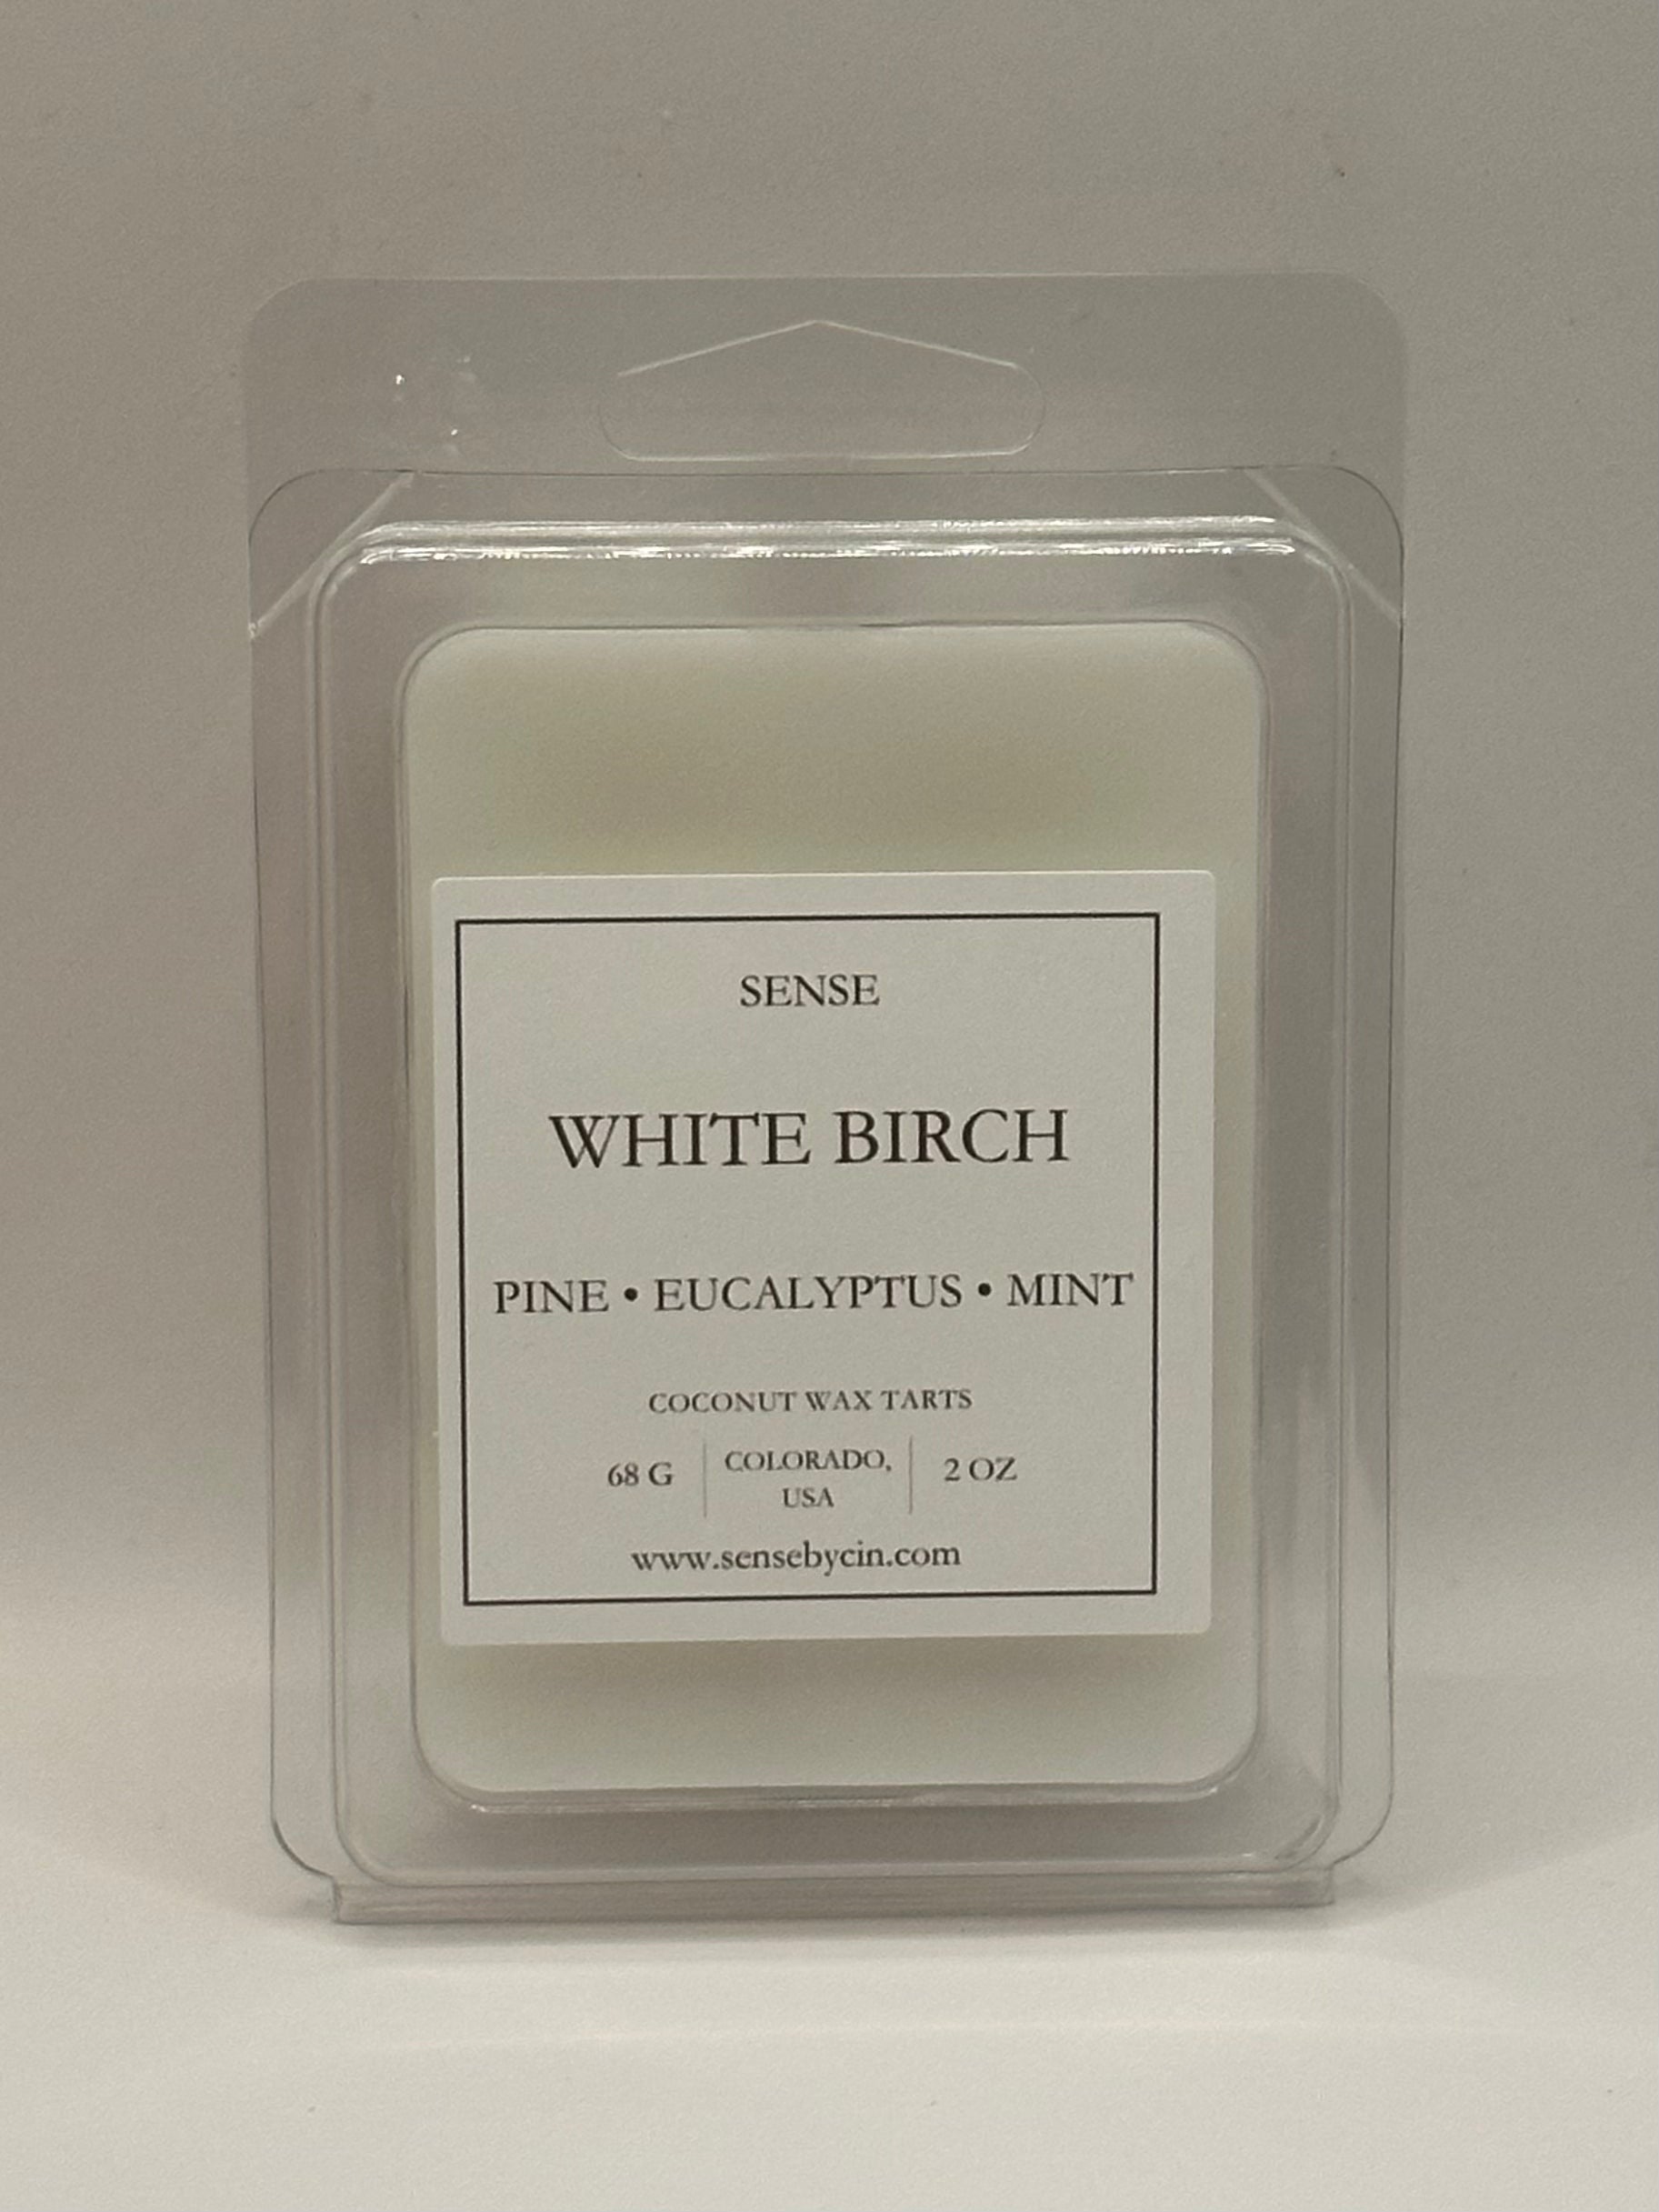 SENSE
WHITE BIRCH
PINE • EUCALYPTUS • MINT
COCONUT WAX TARTS
68 G
COLORADO,
USA
2 OZ
www.sensebycin.com